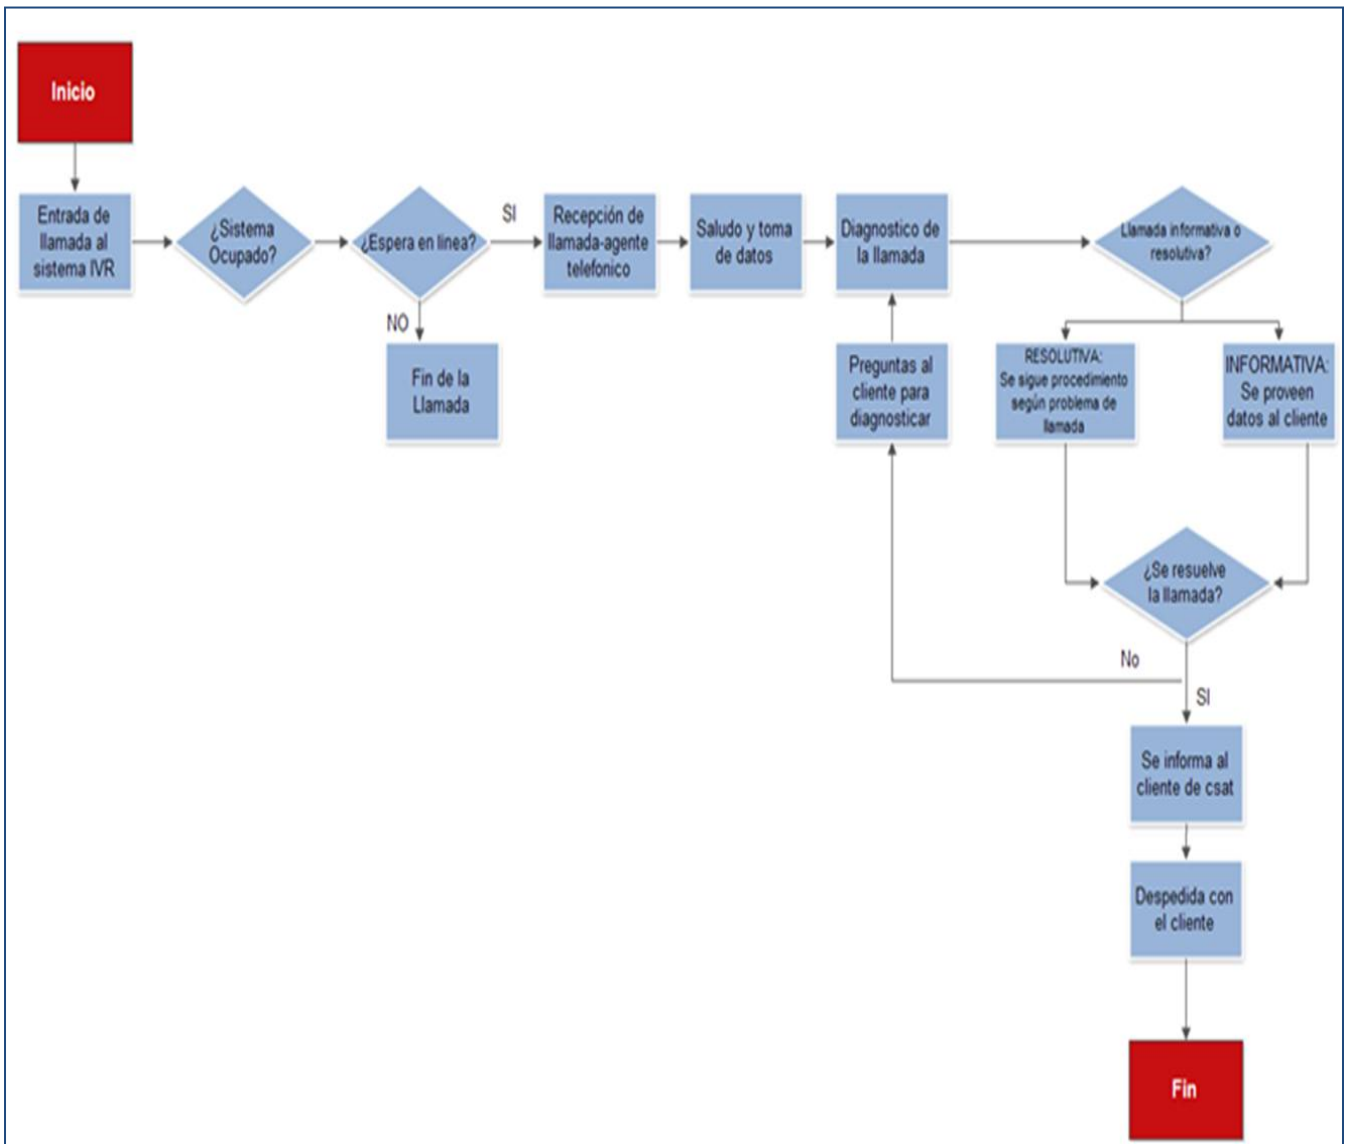 Inicio
Entrada de
llamada al
sistema IVR
¿Sistema
Ocupado?
¿Espera en linea?
SI
NO
Fin de la
Llamada
Recepción de
llamada-agente
telefonico
Saludo y toma
de datos
Diagnostico de
la llamada
Llamada informativa o
resolutiva?
Preguntas al
cliente para
diagnosticar
RESOLUTIVA:
Se sigue procedimiento
según problema de
llamada
INFORMATIVA:
Se proveen
datos al cliente
¿Se resuelve
la llamada?
No
SI
Se informa al
cliente de csat
Despedida con
el cliente
Fin